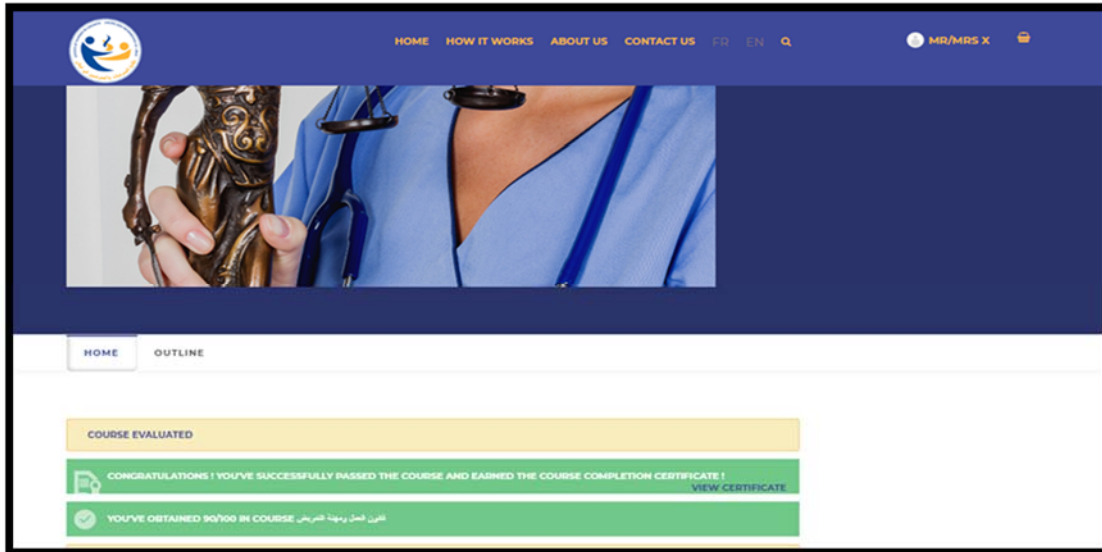 HOME HOW IT WORKS ABOUT US CONTACT US FR EN
MR/MRS X
HOME OUTLINE
COURSE EVALUATED
CONGRATULATIONS ! YOU'VE SUCCESSFULLY PASSED THE COURSE AND EARNED THE COURSE COMPLETION CERTIFICATE !
VIEW CERTIFICATE
YOU'VE OBTAINED 90/100 IN COURSE قانون العمل ومهنة التمريض